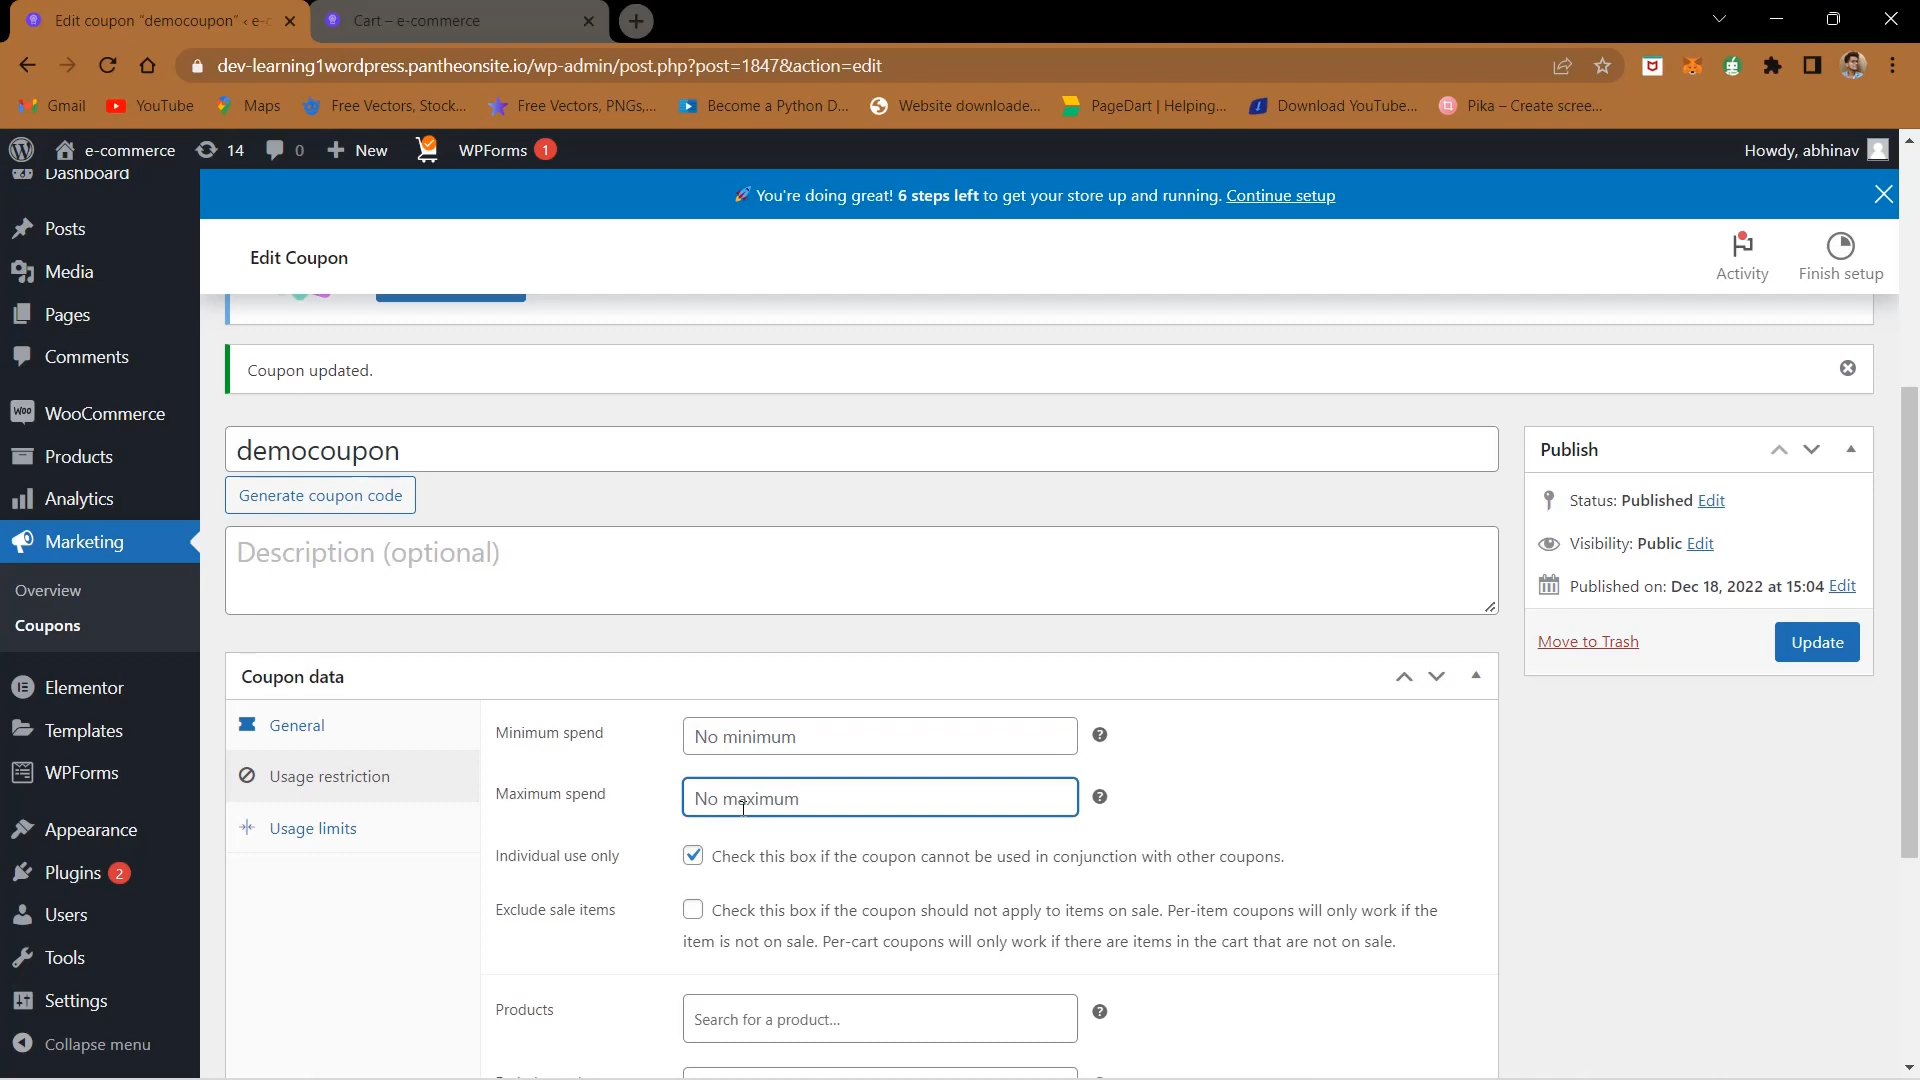 Edit coupon "democoupon" ‹ e-c
Cart – e-commerce
dev-learning1wordpress.pantheonsite.io/wp-admin/post.php?post=1847&action=edit
Gmail
YouTube
Maps
Free Vectors, Stock...
Free Vectors, PNGs,...
Become a Python D...
Website downloade...
PageDart | Helping...
Download YouTube...
Pika – Create scree...
e-commerce
14
0
New
WPForms 1
Howdy, abhinav
Dashboard
Posts
Media
Pages
Comments
WooCommerce
Products
Analytics
Marketing
Overview
Coupons
Elementor
Templates
WPForms
Appearance
Plugins 2
Users
Tools
Settings
Collapse menu
You're doing great! 6 steps left to get your store up and running. Continue setup
Edit Coupon
Activity
Finish setup
Coupon updated.
democoupon
Generate coupon code
Description (optional)
Publish
Status: Published Edit
Visibility: Public Edit
Published on: Dec 18, 2022 at 15:04 Edit
Move to Trash
Update
Coupon data
General
Usage restriction
Usage limits
Minimum spend
No minimum
Maximum spend
No maximum
Individual use only
Check this box if the coupon cannot be used in conjunction with other coupons.
Exclude sale items
Check this box if the coupon should not apply to items on sale. Per-item coupons will only work if the
item is not on sale. Per-cart coupons will only work if there are items in the cart that are not on sale.
Products
Search for a product...